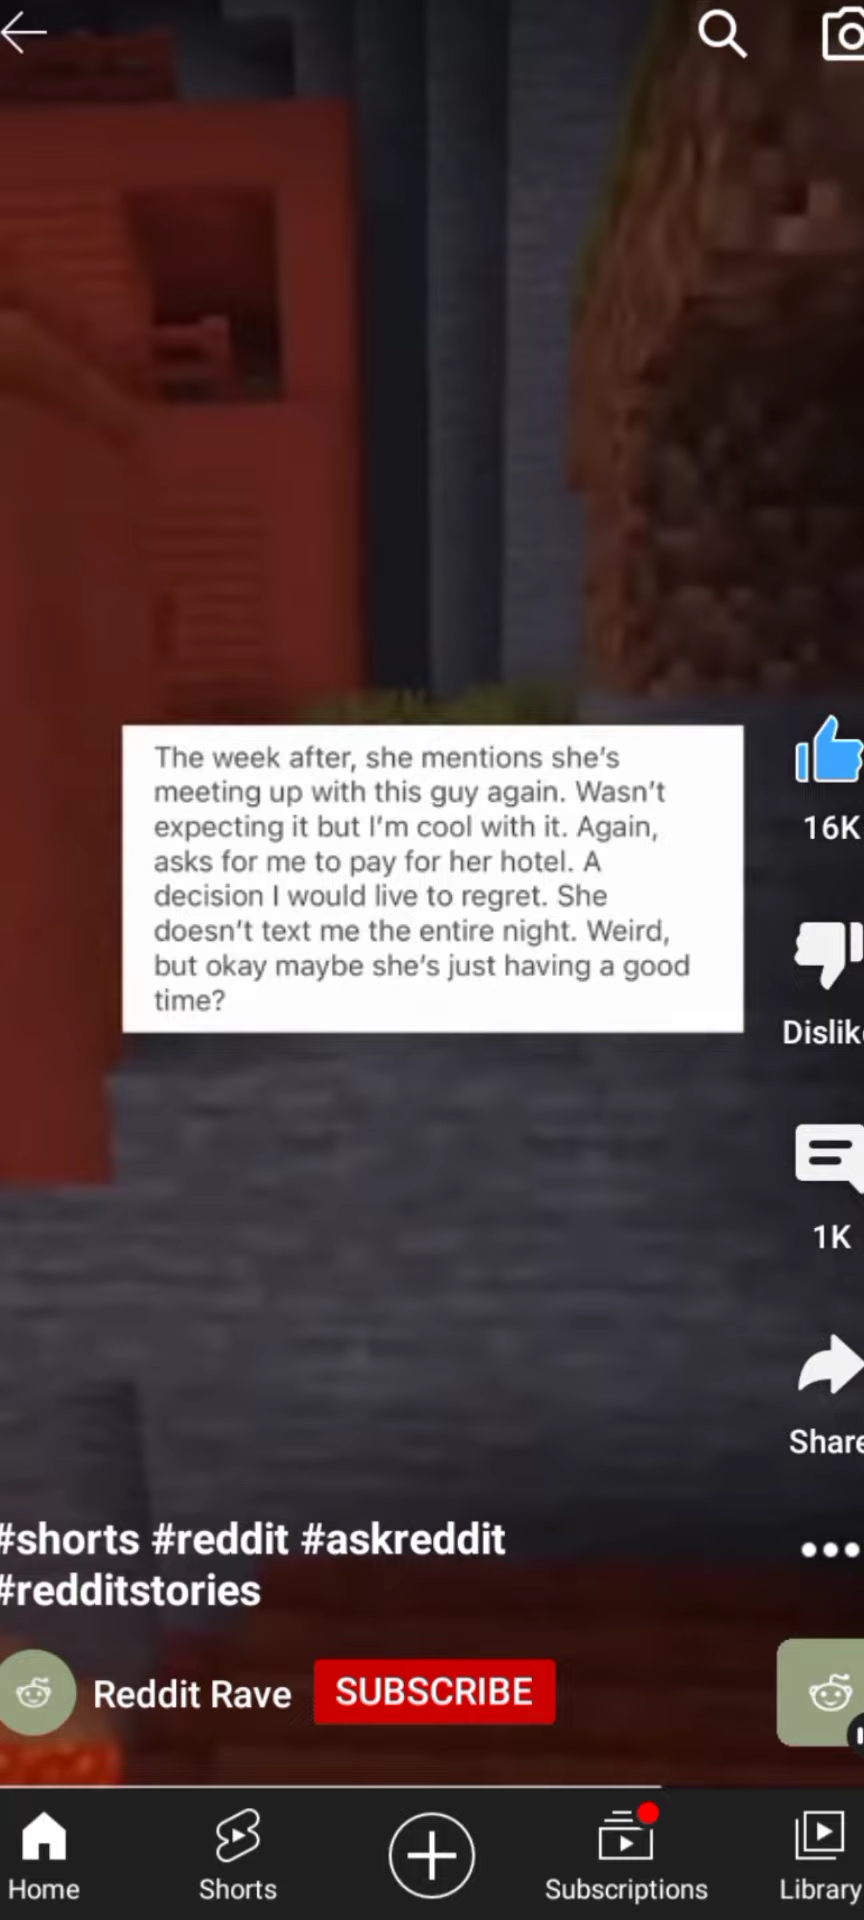 The week after, she mentions she's
meeting up with this guy again. Wasn't
expecting it but I'm cool with it. Again,
asks for me to pay for her hotel. A
decision I would live to regret. She
doesn't text me the entire night. Weird,
but okay maybe she's just having a good
time?
16K
Dislike
1K
Share
#shorts #reddit #askreddit
#redditstories
Reddit Rave
SUBSCRIBE
Home
Shorts
Subscriptions
Library